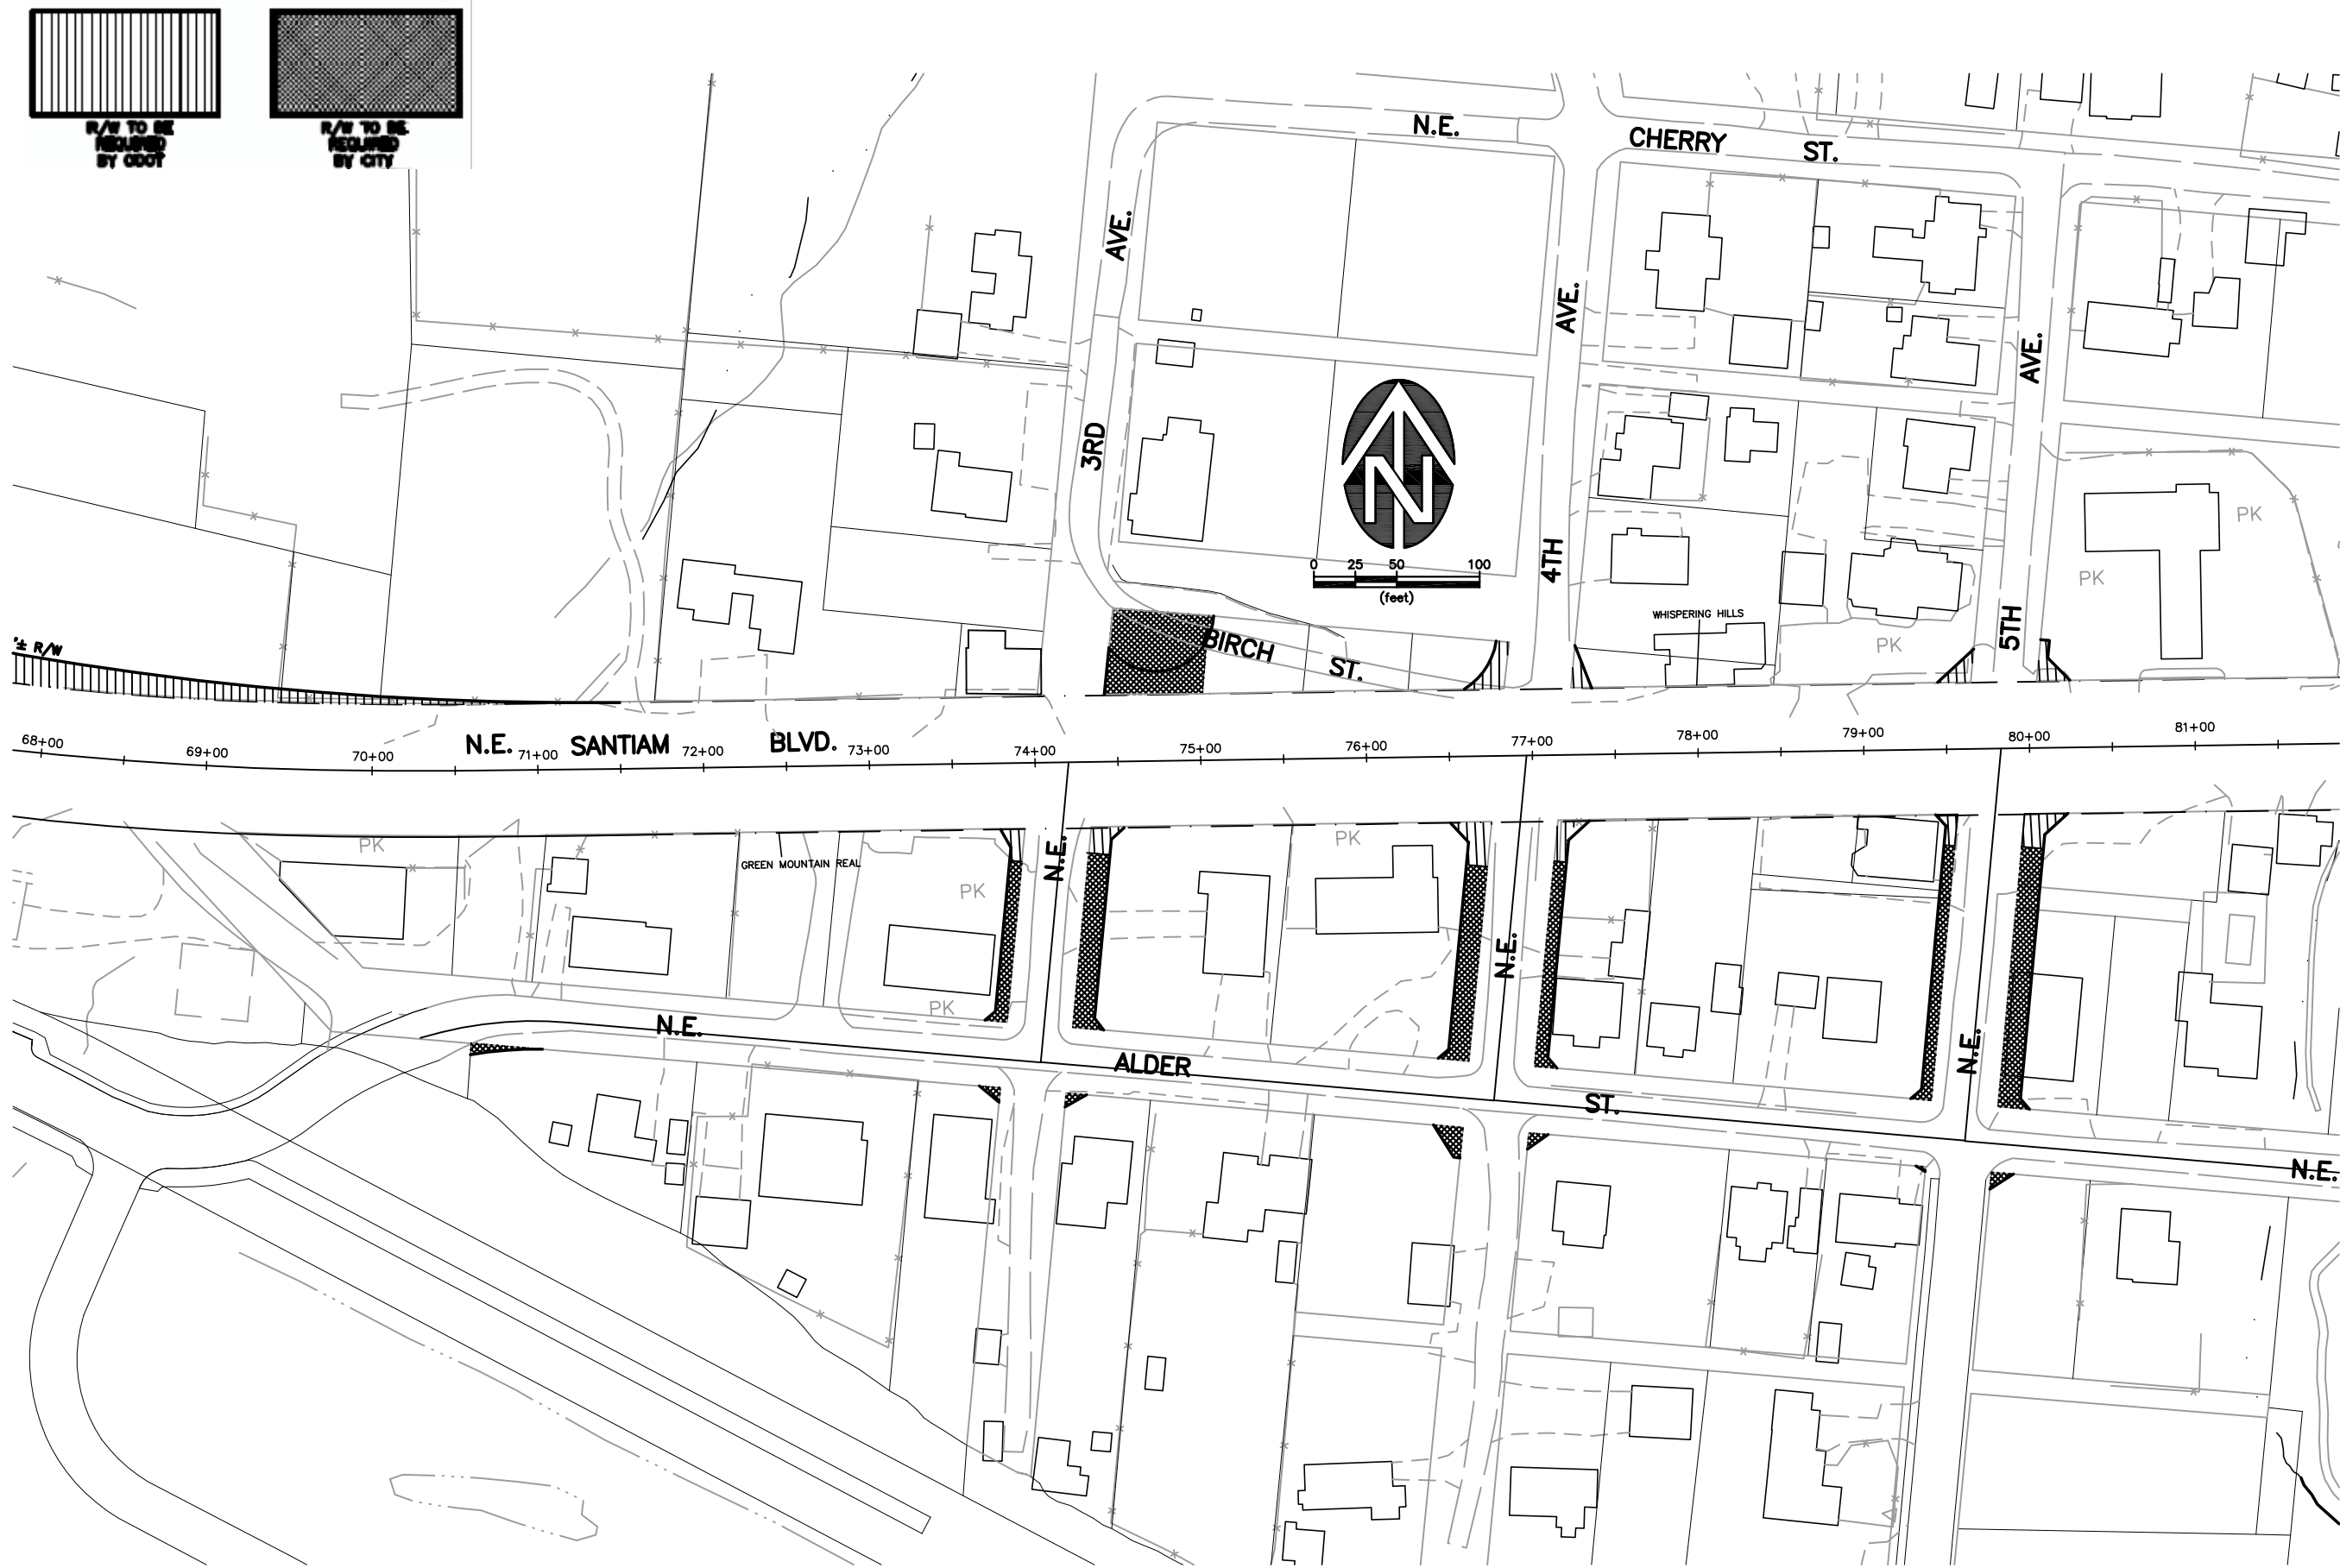 R/W TO BE
REQUIRED
BY ODOT
R/W TO BE
REQUIRED
BY CITY
N.E.
CHERRY
ST.
AVE.
AVE.
AVE.
3RD
N
0 25 50 100
(feet)
4TH
5TH
PK
PK
PK
WHISPERING HILLS
BIRCH
ST.
'± R/W
N.E. SANTIAM BLVD.
68+00
69+00
70+00
71+00
72+00
73+00
74+00
75+00
76+00
77+00
78+00
79+00
80+00
81+00
PK
GREEN MOUNTAIN REAL
PK
PK
PK
N.E.
N.E.
N.E.
N.E.
ALDER
ST.
N.E.